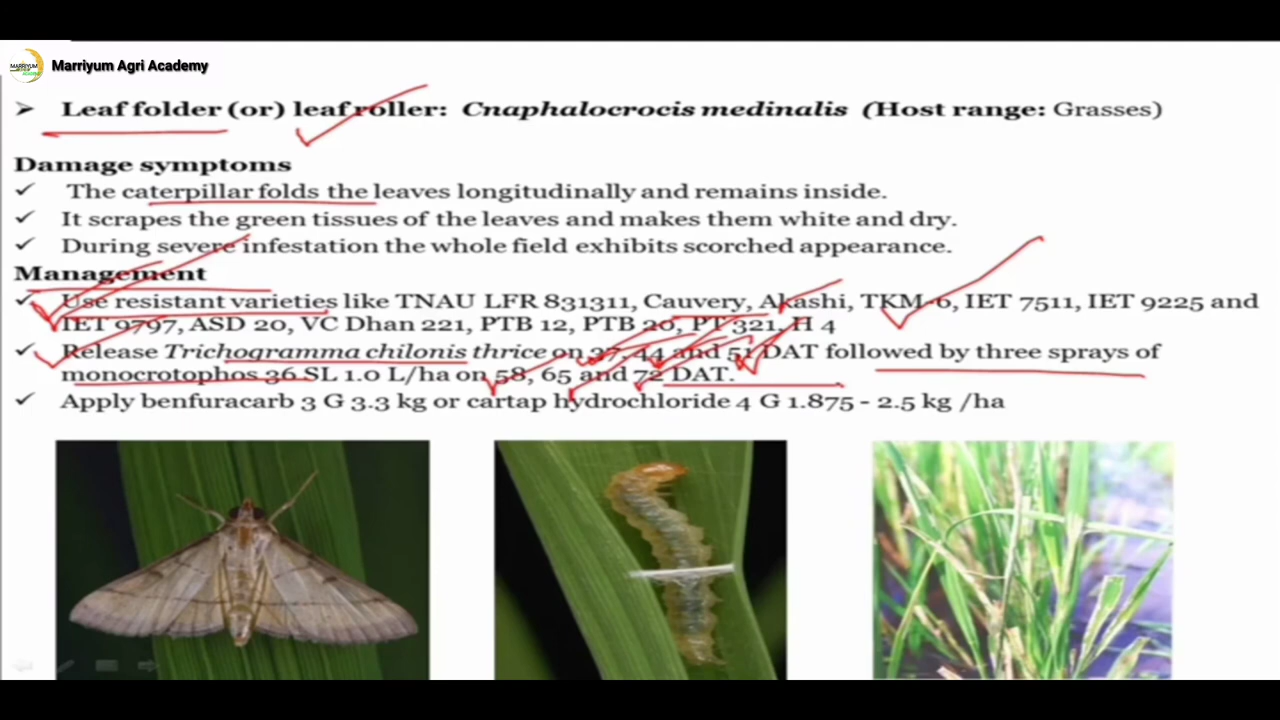 MARRIYUM
Marriyum Agri Academy
➤ Leaf folder (or) leaf roller: Cnaphalocrocis medinalis (Host range: Grasses)
Damage symptoms
✓ The caterpillar folds the leaves longitudinally and remains inside.
✓ It scrapes the green tissues of the leaves and makes them white and dry.
✓ During severe infestation the whole field exhibits scorched appearance.
Management
✓ Use resistant varieties like TNAU LFR 831311, Cauvery, Akashi, TKM-6, IET 7511, IET 9225 and
IET 9797, ASD 20, VC Dhan 221, PTB 12, PTB 20, PT 321, H 4
✓ Release Trichogramma chilonis thrice on 37, 44 and 51 DAT followed by three sprays of
monocrotophos 36 SL 1.0 L/ha on 58, 65 and 72 DAT.
✓ Apply benfuracarb 3 G 3.3 kg or cartap hydrochloride 4 G 1.875 - 2.5 kg /ha